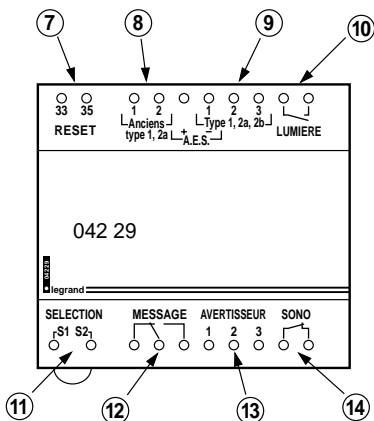 7 8 9 10
33 35 1 2 1 2 3
RESET Anciens type 1, 2a + – A.E.S. Type 1, 2a, 2b LUMIERE
042 29
04229
legrand
SELECTION MESSAGE AVERTISSEUR SONO
S1 S2 1 2 3
11 12 13 14